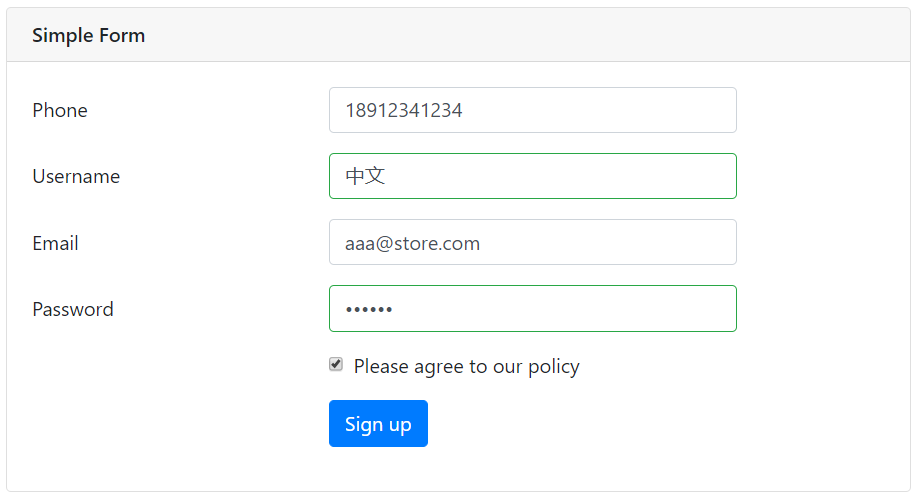 Simple Form
Phone 18912341234
Username 中文
Email aaa@store.com
Password ••••••
Please agree to our policy
Sign up